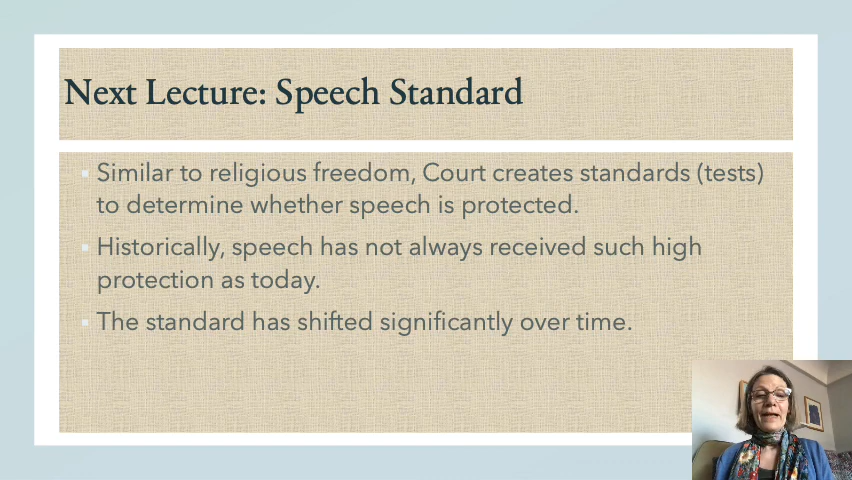 Next Lecture: Speech Standard
Similar to religious freedom, Court creates standards (tests)
to determine whether speech is protected.
Historically, speech has not always received such high
protection as today.
The standard has shifted significantly over time.